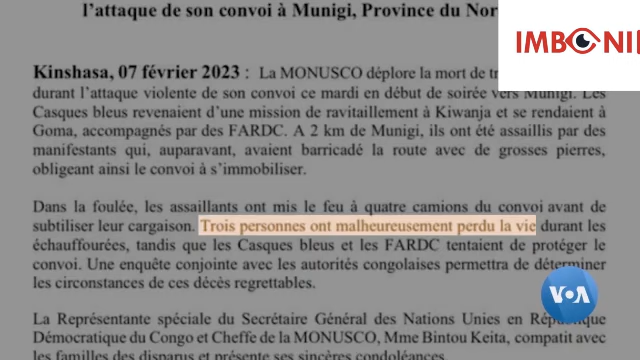 l’attaque de son convoi à Munigi, Province du Nor
IMBONI
Kinshasa, 07 février 2023 : La MONUSCO déplore la mort de
durant l’attaque violente de son convoi ce mardi en début de soirée vers Munigi. Les
Casques bleus revenaient d’une mission de ravitaillement à Kiwanja et se rendaient à
Goma, accompagnés par des FARDC. A 2 km de Munigi, ils ont été assaillis par des
manifestants qui, auparavant, avaient barricadé la route avec de grosses pierres,
obligeant ainsi le convoi à s’immobiliser.
Dans la foulée, les assaillants ont mis le feu à quatre camions du convoi avant de
subtiliser leur cargaison. Trois personnes ont malheureusement perdu la vie durant les
échauffourées, tandis que les Casques bleus et les FARDC tentaient de protéger le
convoi. Une enquête conjointe avec les autorités congolaises permettra de déterminer
les circonstances de ces décès regrettables.
VOA
La Représentante spéciale du Secrétaire Général des Nations Unies en République
Démocratique du Congo et Cheffe de la MONUSCO, Mme Bintou Keita, compatit avec
les familles des disparus et présente ses sincères condoléances.